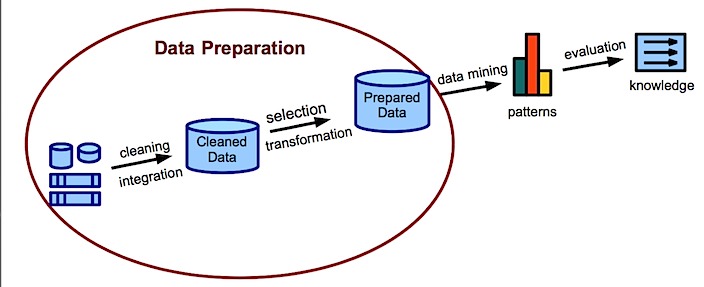 Data Preparation
cleaning
integration
Cleaned
Data
selection
transformation
Prepared
Data
data mining
patterns
evaluation
knowledge